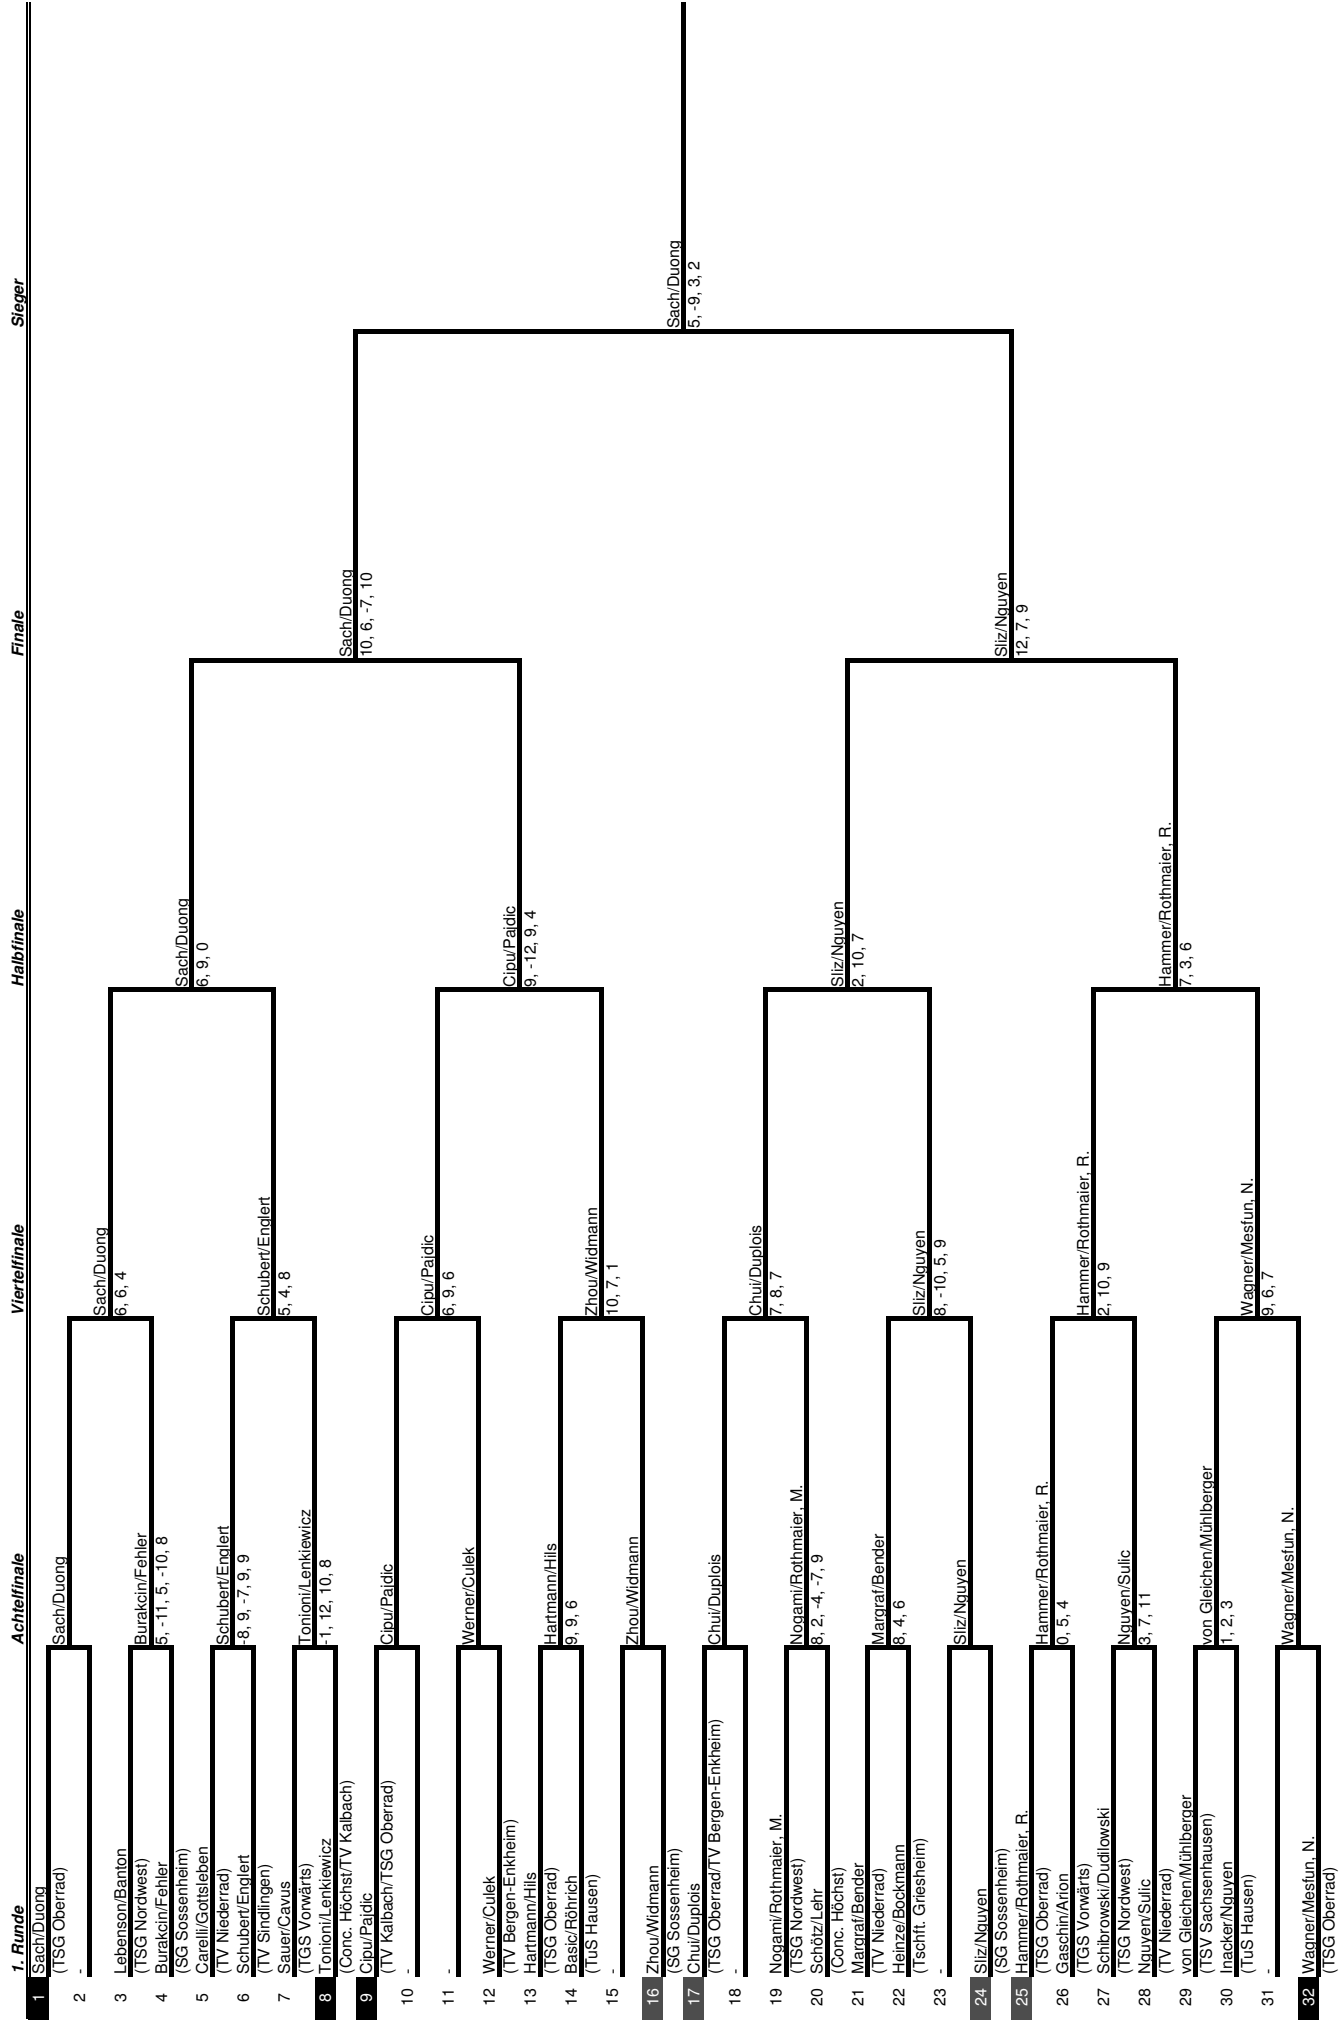 1. Runde
Achtelfinale
Viertelfinale
Halbfinale
Finale
Sieger
1
Sach/Duong
(TSG Oberrad)
2
-
3
Lebenson/Banton
(TSG Nordwest)
4
Burakcin/Fehler
(SG Sossenheim)
5
Carelli/Gottsleben
(TV Niederrad)
6
Schubert/Englert
(TV Sindlingen)
7
Sauer/Cavus
(TGS Vorwärts)
8
Tonioni/Lenkiewicz
(Conc. Höchst/TV Kalbach)
9
Cipu/Pajdic
(TV Kalbach/TSG Oberrad)
10
-
11
-
12
Werner/Culek
(TV Bergen-Enkheim)
13
Hartmann/Hils
(TSG Oberrad)
14
Basic/Röhrich
(TuS Hausen)
15
-
16
Zhou/Widmann
(SG Sossenheim)
17
Chui/Duplois
(TSG Oberrad/TV Bergen-Enkheim)
18
-
19
Nogami/Rothmaier, M.
(TSG Nordwest)
20
Schötz/Lehr
(Conc. Höchst)
21
Margraf/Bender
(TV Niederrad)
22
Heinze/Bockmann
(Tschft. Griesheim)
23
-
24
Sliz/Nguyen
(SG Sossenheim)
25
Hammer/Rothmaier, R.
(TSG Oberrad)
26
Gaschin/Arion
(TGS Vorwärts)
27
Schibrowski/Dudilowski
(TSG Nordwest)
28
Nguyen/Sulic
(TV Niederrad)
29
von Gleichen/Mühlberger
(TSV Sachsenhausen)
30
Inacker/Nguyen
(TuS Hausen)
31
-
32
Wagner/Mesfun, N.
(TSG Oberrad)
Sach/Duong
Burakcin/Fehler
5, -11, 5, -10, 8
Schubert/Englert
-8, 9, -7, 9, 9
Tonioni/Lenkiewicz
-1, 12, 10, 8
Cipu/Pajdic
Werner/Culek
Hartmann/Hils
9, 9, 6
Zhou/Widmann
Chui/Duplois
Nogami/Rothmaier, M.
8, 2, -4, -7, 9
Margraf/Bender
8, 4, 6
Sliz/Nguyen
Hammer/Rothmaier, R.
0, 5, 4
Nguyen/Sulic
3, 7, 11
von Gleichen/Mühlberger
1, 2, 3
Wagner/Mesfun, N.
Sach/Duong
6, 6, 4
Schubert/Englert
5, 4, 8
Cipu/Pajdic
6, 9, 6
Zhou/Widmann
10, 7, 1
Chui/Duplois
7, 8, 7
Sliz/Nguyen
8, -10, 5, 9
Hammer/Rothmaier, R.
2, 10, 9
Wagner/Mesfun, N.
9, 6, 7
Sach/Duong
6, 9, 0
Cipu/Pajdic
9, -12, 9, 4
Sliz/Nguyen
2, 10, 7
Hammer/Rothmaier, R.
7, 3, 6
Sach/Duong
10, 6, -7, 10
Sliz/Nguyen
12, 7, 9
Sach/Duong
5, -9, 3, 2